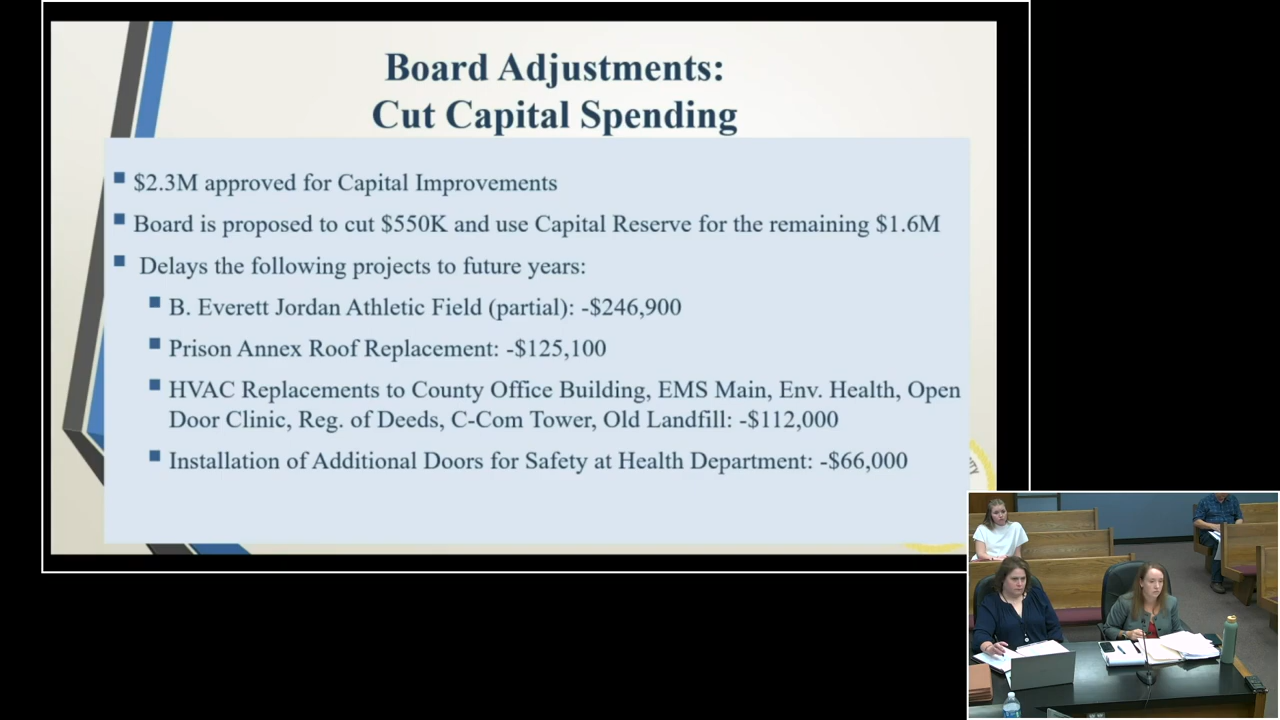 Board Adjustments:
Cut Capital Spending
$2.3M approved for Capital Improvements
Board is proposed to cut $550K and use Capital Reserve for the remaining $1.6M
Delays the following projects to future years:
B. Everett Jordan Athletic Field (partial): -$246,900
Prison Annex Roof Replacement: -$125,100
HVAC Replacements to County Office Building, EMS Main, Env. Health, Open
Door Clinic, Reg. of Deeds, C-Com Tower, Old Landfill: -$112,000
Installation of Additional Doors for Safety at Health Department: -$66,000